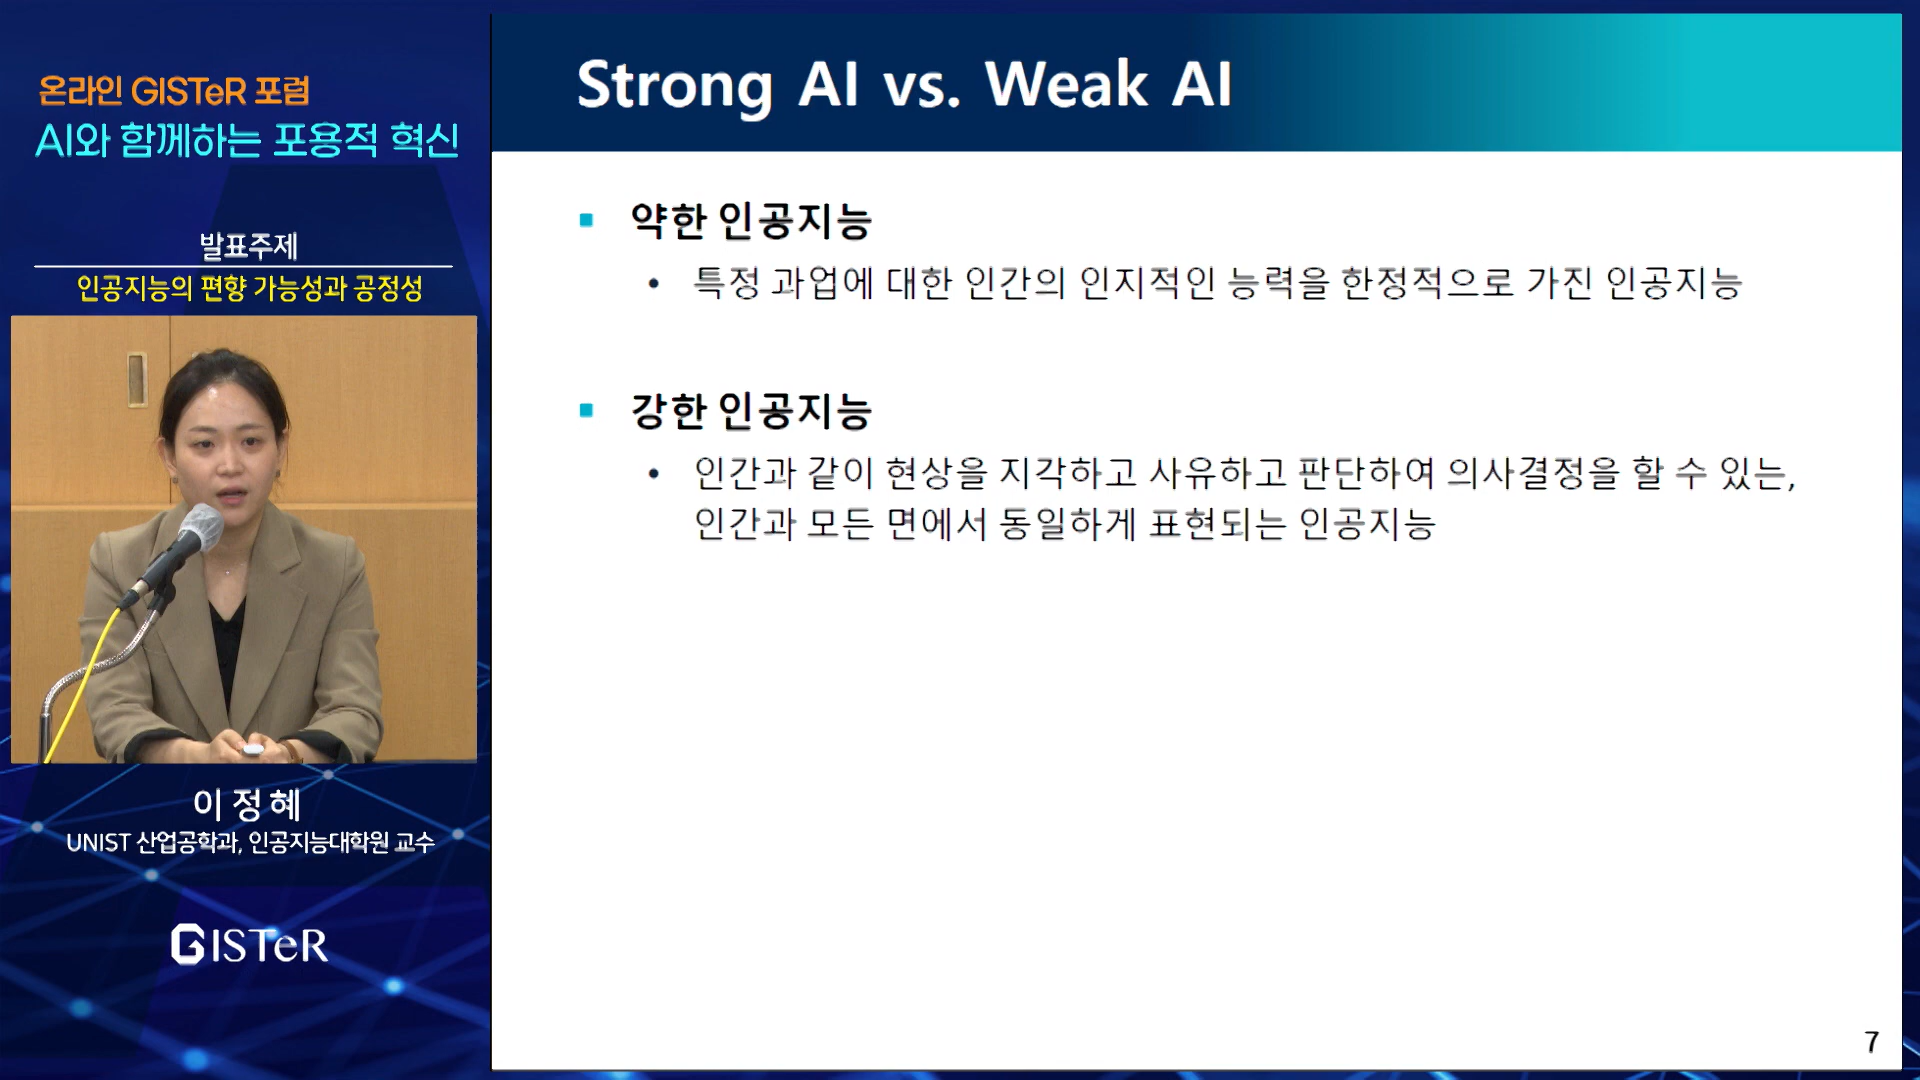 온라인 GISTeR 포럼
AI와 함께하는 포용적 혁신
발표주제
인공지능의 편향 가능성과 공정성
이정혜
UNIST 산업공학과, 인공지능대학원 교수
GISTeR
Strong AI vs. Weak AI
▪ 약한 인공지능
• 특정 과업에 대한 인간의 인지적인 능력을 한정적으로 가진 인공지능
▪ 강한 인공지능
• 인간과 같이 현상을 지각하고 사유하고 판단하여 의사결정을 할 수 있는,
인간과 모든 면에서 동일하게 표현되는 인공지능
7